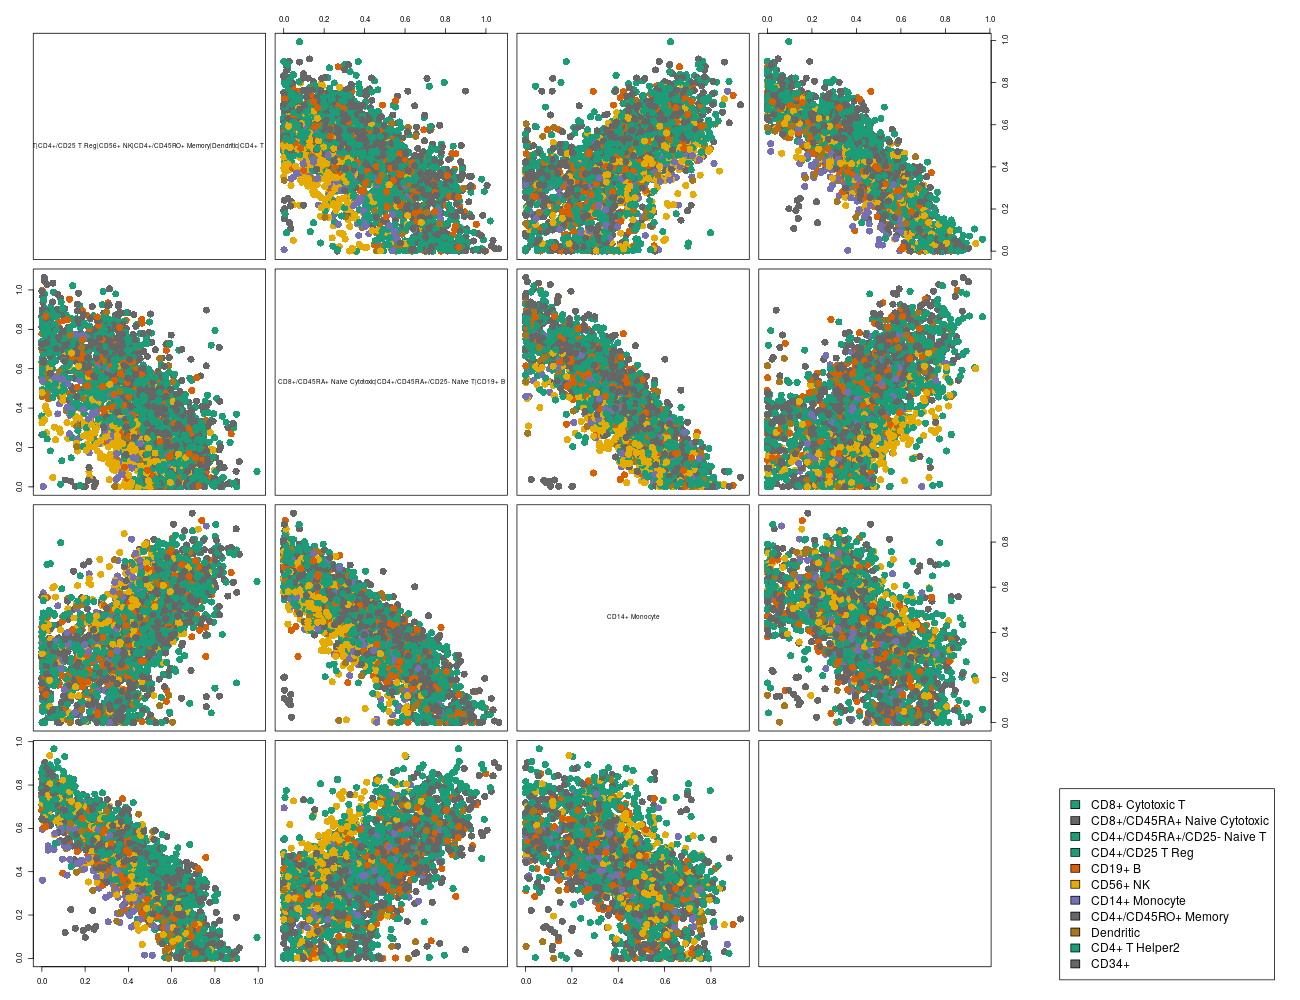 0.0 0.2 0.4 0.6 0.8 1.0
0.0 0.2 0.4 0.6 0.8 1.0
T|CD4+/CD25 T Reg|CD56+ NK|CD4+/CD45RO+ Memory|Dendritic|CD4+ T
0.0 0.2 0.4 0.6 0.8 1.0
0.0 0.2 0.4 0.6 0.8 1.0
CD8+/CD45RA+ Naive Cytotoxic|CD4+/CD45RA+/CD25- Naive T|CD19+ B
CD14+ Monocyte
0.0 0.2 0.4 0.6 0.8
0.0 0.2 0.4 0.6 0.8 1.0
0.0 0.2 0.4 0.6 0.8 1.0
0.0 0.2 0.4 0.6 0.8
CD8+ Cytotoxic T
CD8+/CD45RA+ Naive Cytotoxic
CD4+/CD45RA+/CD25- Naive T
CD4+/CD25 T Reg
CD19+ B
CD56+ NK
CD14+ Monocyte
CD4+/CD45RO+ Memory
Dendritic
CD4+ T Helper2
CD34+